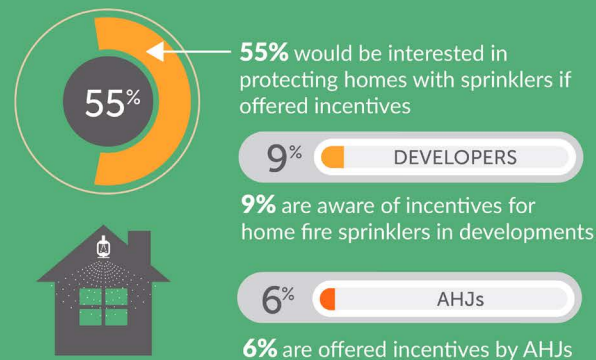 55%
55% would be interested in
protecting homes with sprinklers if
offered incentives
9% DEVELOPERS
9% are aware of incentives for
home fire sprinklers in developments
6% AHJs
6% are offered incentives by AHJs